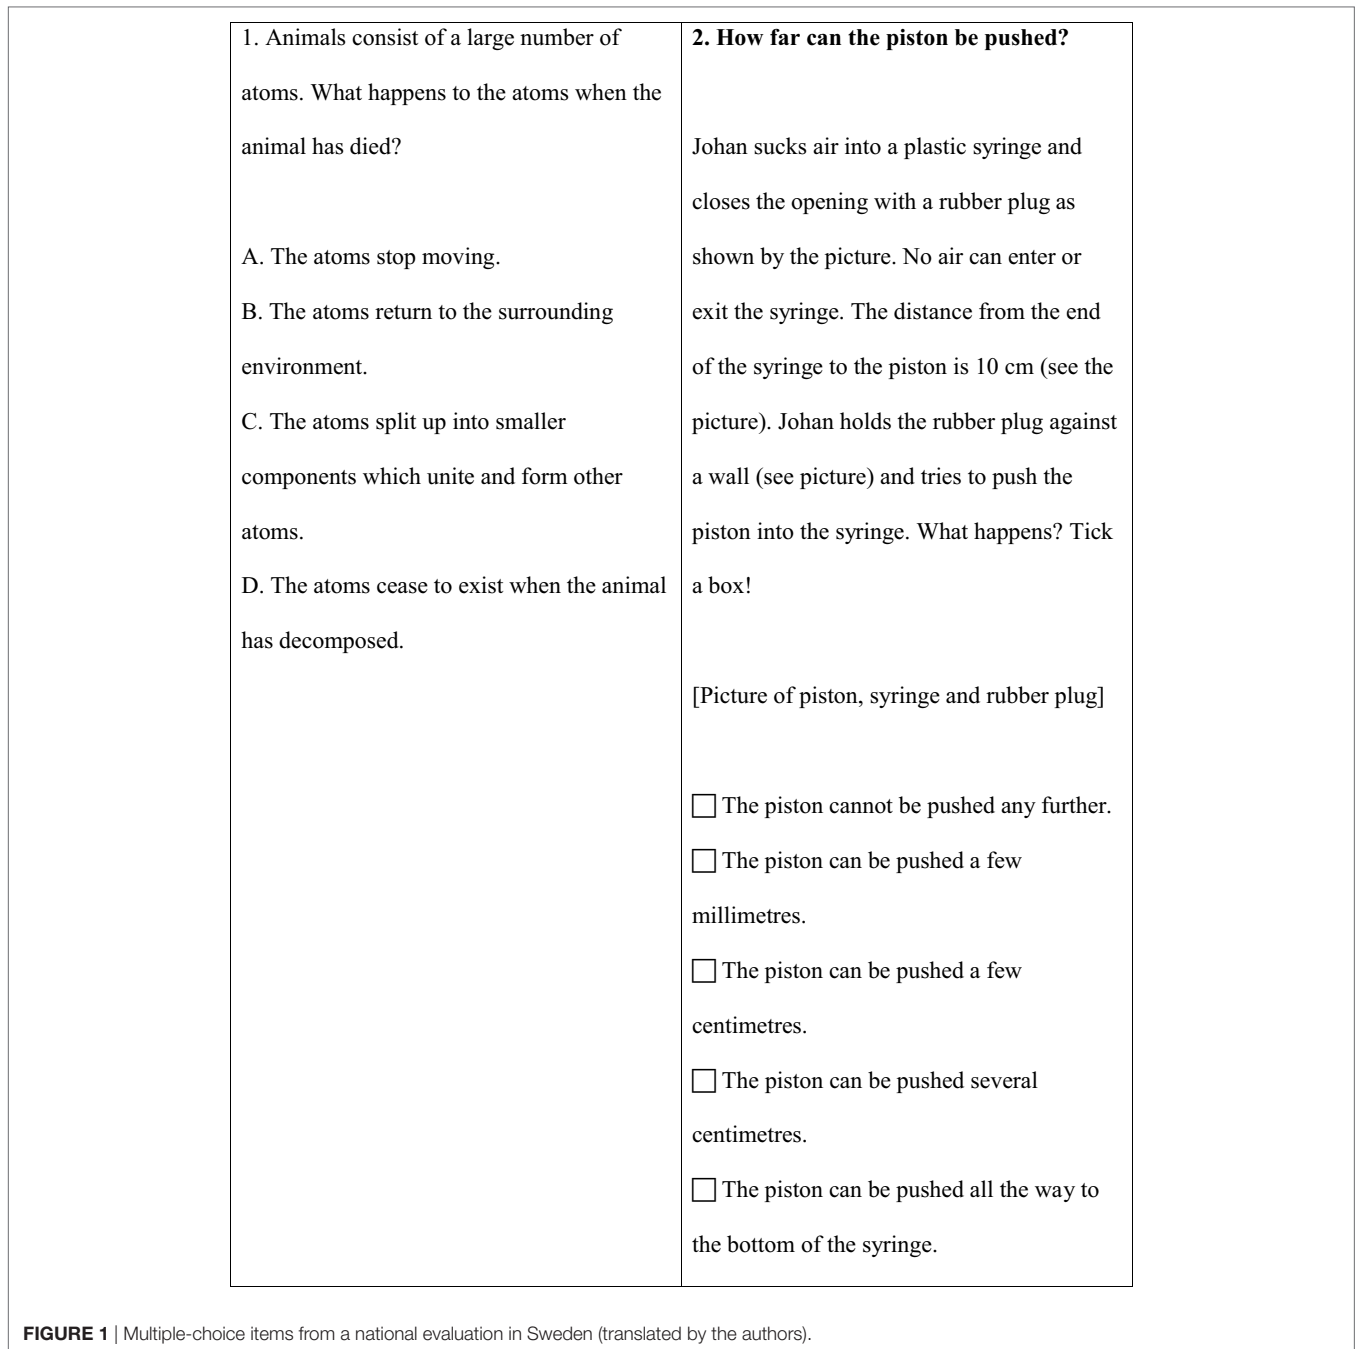 1. Animals consist of a large number of
atoms. What happens to the atoms when the
animal has died?
A. The atoms stop moving.
B. The atoms return to the surrounding
environment.
C. The atoms split up into smaller
components which unite and form other
atoms.
D. The atoms cease to exist when the animal
has decomposed.
2. How far can the piston be pushed?
Johan sucks air into a plastic syringe and
closes the opening with a rubber plug as
shown by the picture. No air can enter or
exit the syringe. The distance from the end
of the syringe to the piston is 10 cm (see the
picture). Johan holds the rubber plug against
a wall (see picture) and tries to push the
piston into the syringe. What happens? Tick
a box!
[Picture of piston, syringe and rubber plug]
The piston cannot be pushed any further.
The piston can be pushed a few
millimetres.
The piston can be pushed a few
centimetres.
The piston can be pushed several
centimetres.
The piston can be pushed all the way to
the bottom of the syringe.
FIGURE 1 | Multiple-choice items from a national evaluation in Sweden (translated by the authors).